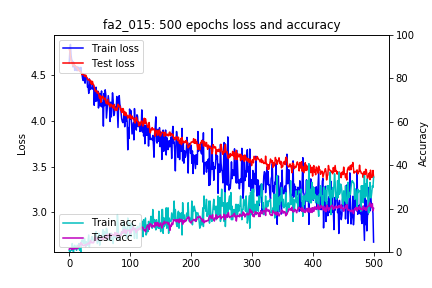 fa2_015: 500 epochs loss and accuracy
Train loss
Test loss
Train acc
Test acc
Loss
4.5
4.0
3.5
3.0
Accuracy
100
80
60
40
20
0
0
100
200
300
400
500